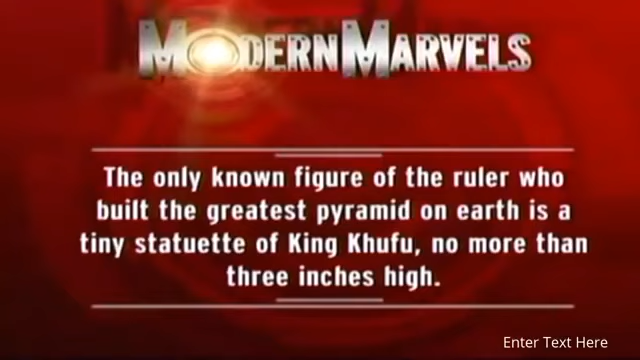 MODERN MARVELS
The only known figure of the ruler who
built the greatest pyramid on earth is a
tiny statuette of King Khufu, no more than
three inches high.
Enter Text Here